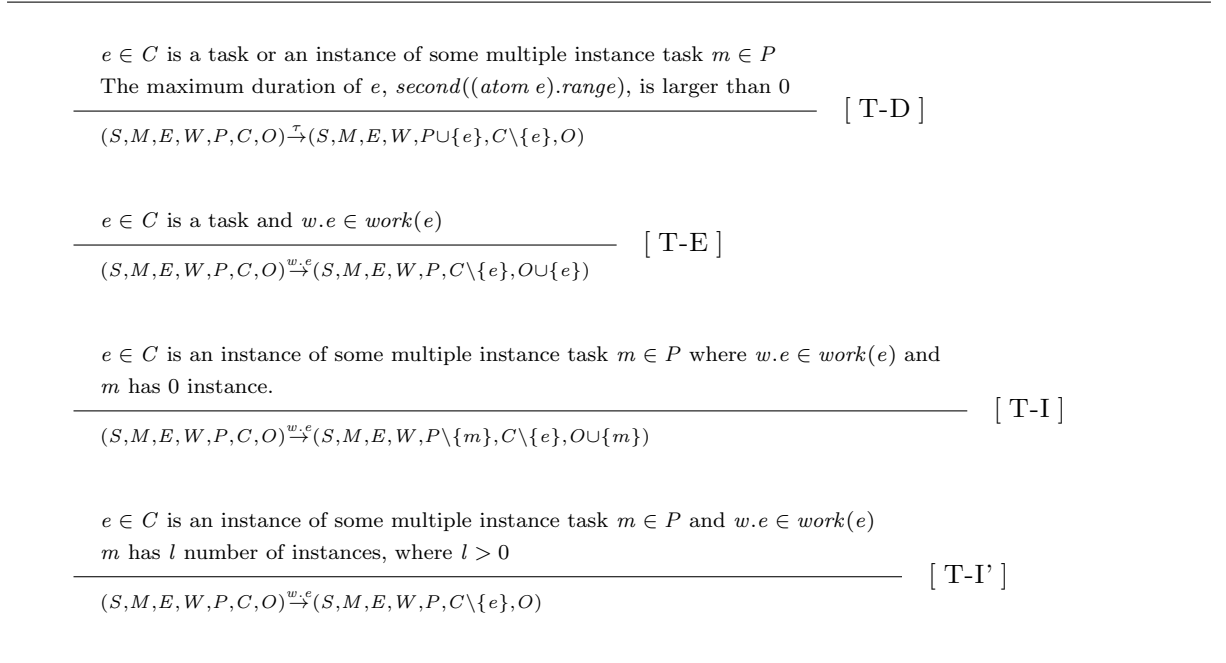 e ∈ C is a task or an instance of some multiple instance task m ∈ P
The maximum duration of e, second((atom e).range), is larger than 0
[ T-D ]
(S,M,E,W,P,C,O) →^τ (S,M,E,W,P∪{e},C\{e},O)
e ∈ C is a task and w.e ∈ work(e)
[ T-E ]
(S,M,E,W,P,C,O) →^w.e (S,M,E,W,P,C\{e},O∪{e})
e ∈ C is an instance of some multiple instance task m ∈ P where w.e ∈ work(e) and
m has 0 instance.
[ T-I ]
(S,M,E,W,P,C,O) →^w.e (S,M,E,W,P\{m},C\{e},O∪{m})
e ∈ C is an instance of some multiple instance task m ∈ P and w.e ∈ work(e)
m has l number of instances, where l > 0
[ T-I’ ]
(S,M,E,W,P,C,O) →^w.e (S,M,E,W,P,C\{e},O)